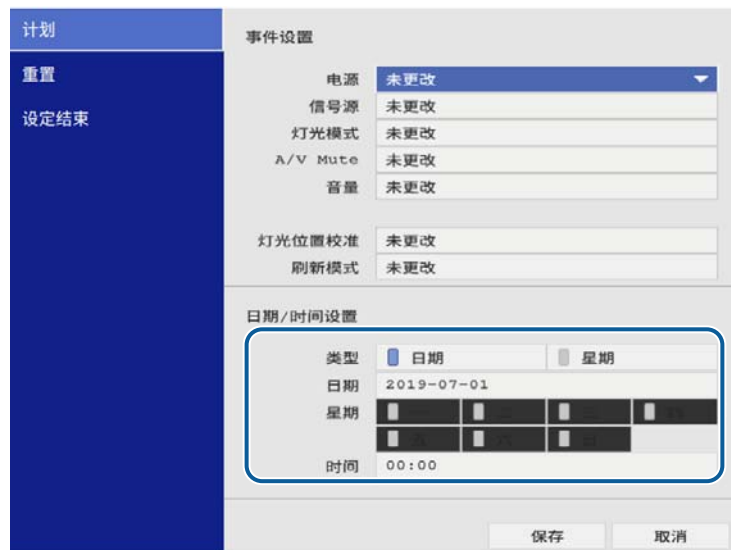 计划
重置
设定结束
事件设置
电源 未更改
信号源 未更改
灯光模式 未更改
A/V Mute 未更改
音量 未更改
灯光位置校准 未更改
刷新模式 未更改
日期/时间设置
类型 日期 星期
日期 2019-07-01
星期 一 二 三 四
五 六 日
时间 00:00
保存 取消